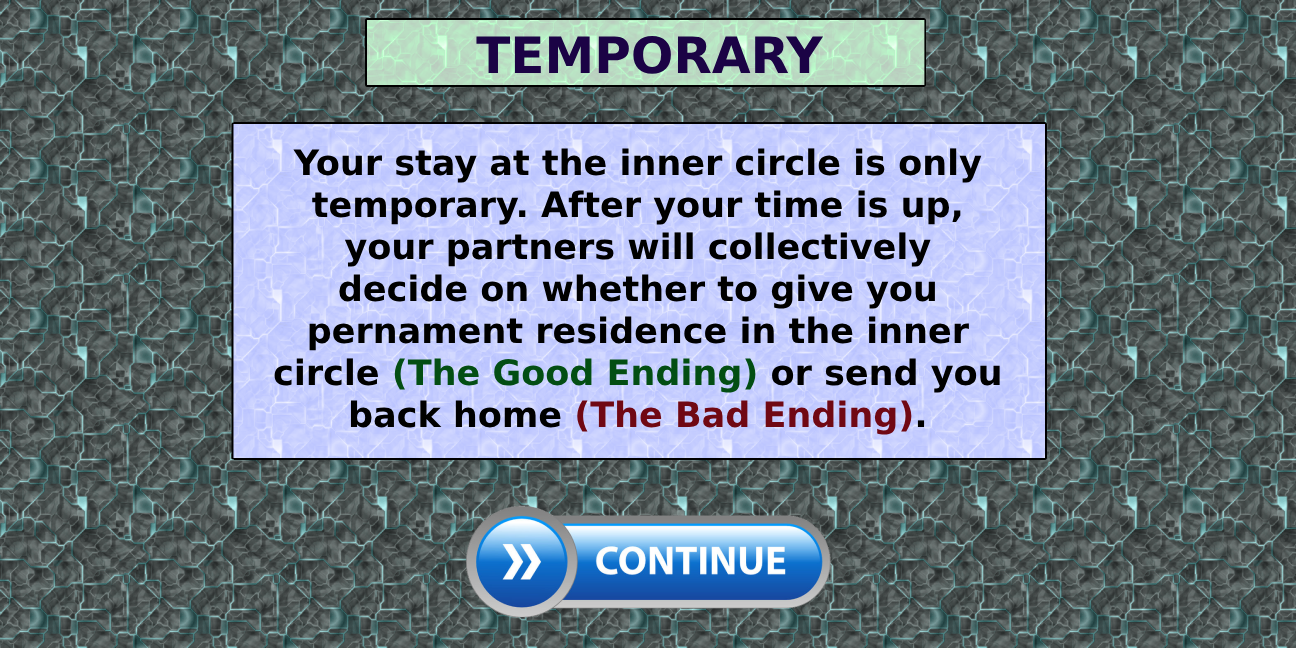 TEMPORARY
Your stay at the inner circle is only
temporary. After your time is up,
your partners will collectively
decide on whether to give you
pernament residence in the inner
circle (The Good Ending) or send you
back home (The Bad Ending).
CONTINUE